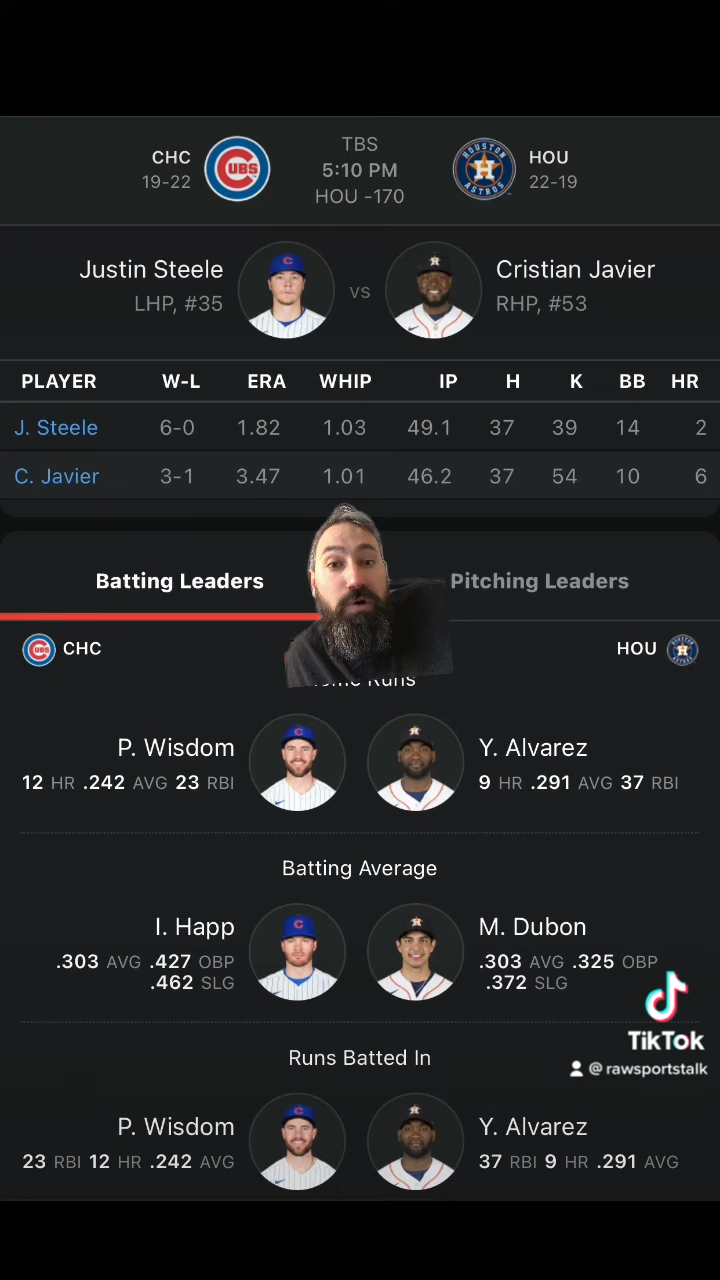 TBS
CHC
19-22
CUBS
5:10 PM
HOU -170
HOUSTON
H
ASTROS
HOU
22-19
Justin Steele
LHP, #35
vs
Cristian Javier
RHP, #53
PLAYER W-L ERA WHIP IP H K BB HR
J. Steele 6-0 1.82 1.03 49.1 37 39 14 2
C. Javier 3-1 3.47 1.01 46.2 37 54 10 6
Batting Leaders
Pitching Leaders
CUBS
CHC
HOU
Runs
P. Wisdom
12 HR .242 AVG 23 RBI
Y. Alvarez
9 HR .291 AVG 37 RBI
Batting Average
I. Happ
.303 AVG .427 OBP
.462 SLG
M. Dubon
.303 AVG .325 OBP
.372 SLG
TikTok
@rawsportstalk
Runs Batted In
P. Wisdom
23 RBI 12 HR .242 AVG
Y. Alvarez
37 RBI 9 HR .291 AVG